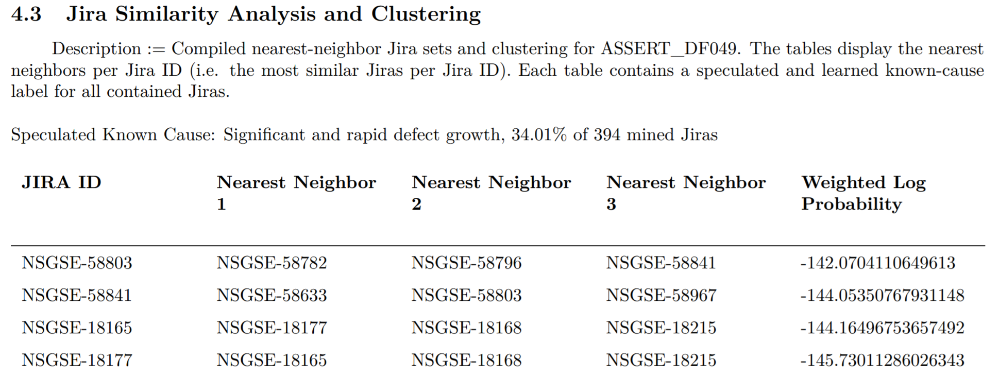 4.3 Jira Similarity Analysis and Clustering
Description := Compiled nearest-neighbor Jira sets and clustering for ASSERT_DF049. The tables display the nearest
neighbors per Jira ID (i.e. the most similar Jiras per Jira ID). Each table contains a speculated and learned known-cause
label for all contained Jiras.
Speculated Known Cause: Significant and rapid defect growth, 34.01% of 394 mined Jiras
JIRA ID Nearest Neighbor Nearest Neighbor Nearest Neighbor Weighted Log
1 2 3 Probability
NSGSE-58803 NSGSE-58782 NSGSE-58796 NSGSE-58841 -142.0704110649613
NSGSE-58841 NSGSE-58633 NSGSE-58803 NSGSE-58967 -144.05350767931148
NSGSE-18165 NSGSE-18177 NSGSE-18168 NSGSE-18215 -144.16496753657492
NSGSE-18177 NSGSE-18165 NSGSE-18168 NSGSE-18215 -145.73011286026343